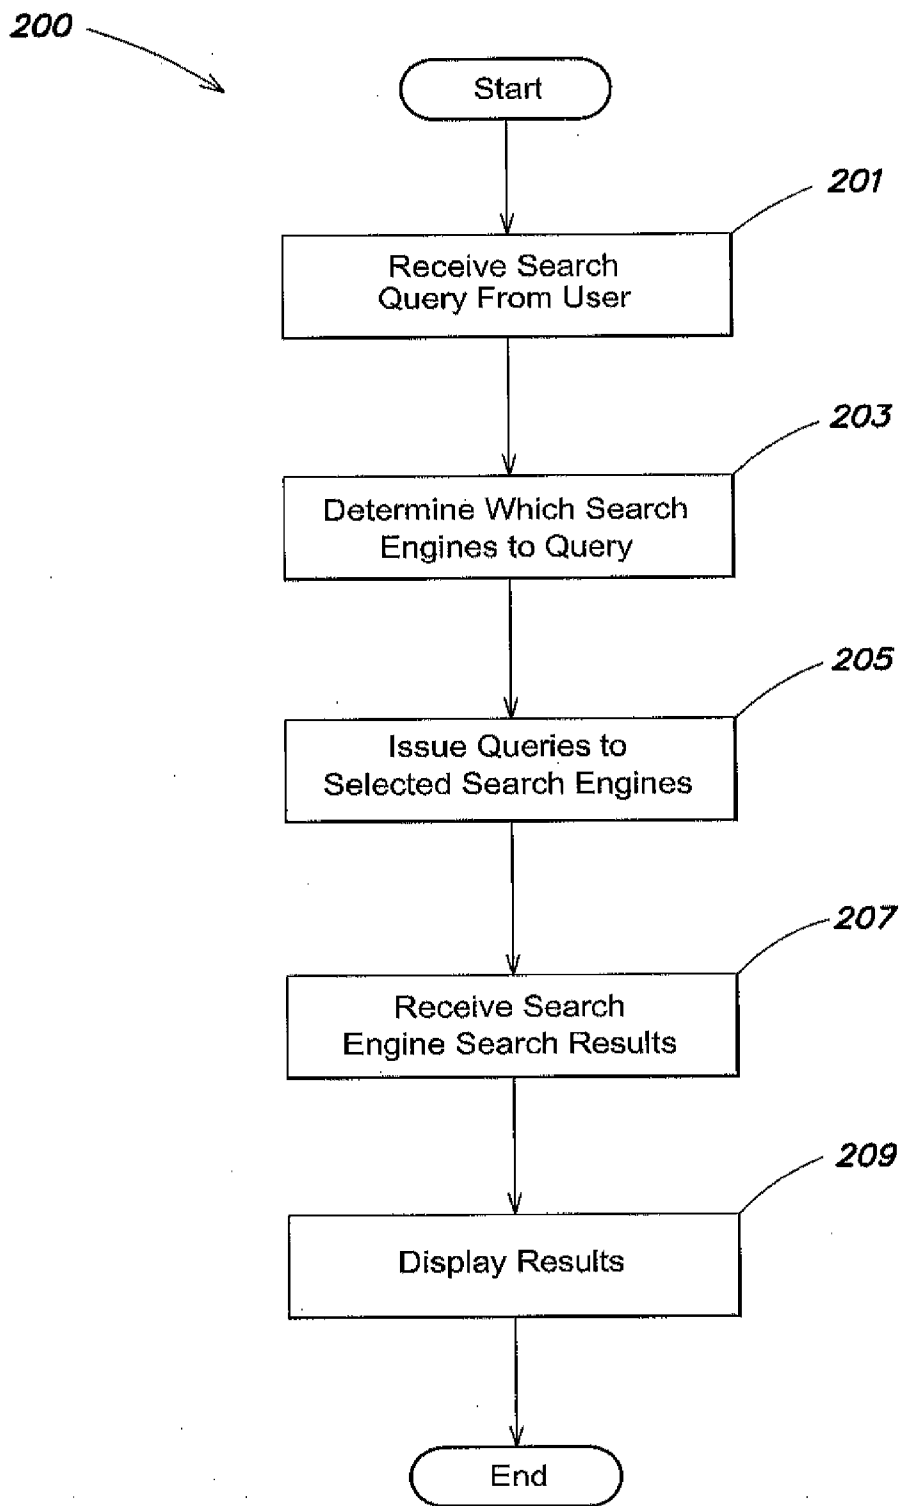 200
Start
201
Receive Search
Query From User
203
Determine Which Search
Engines to Query
205
Issue Queries to
Selected Search Engines
207
Receive Search
Engine Search Results
209
Display Results
End